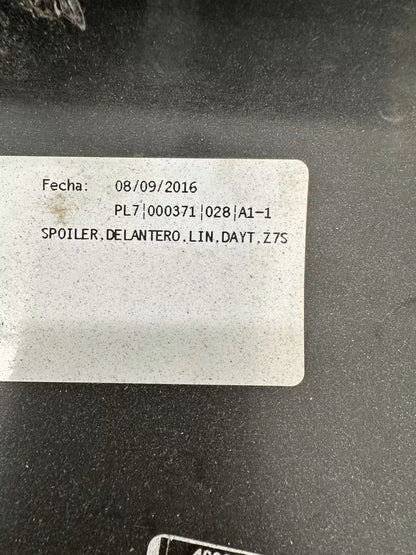 Fecha: 08/09/2016
PL7|000371|028|A1-1
SPOILER,DELANTERO,LIN,DAYT,Z7S